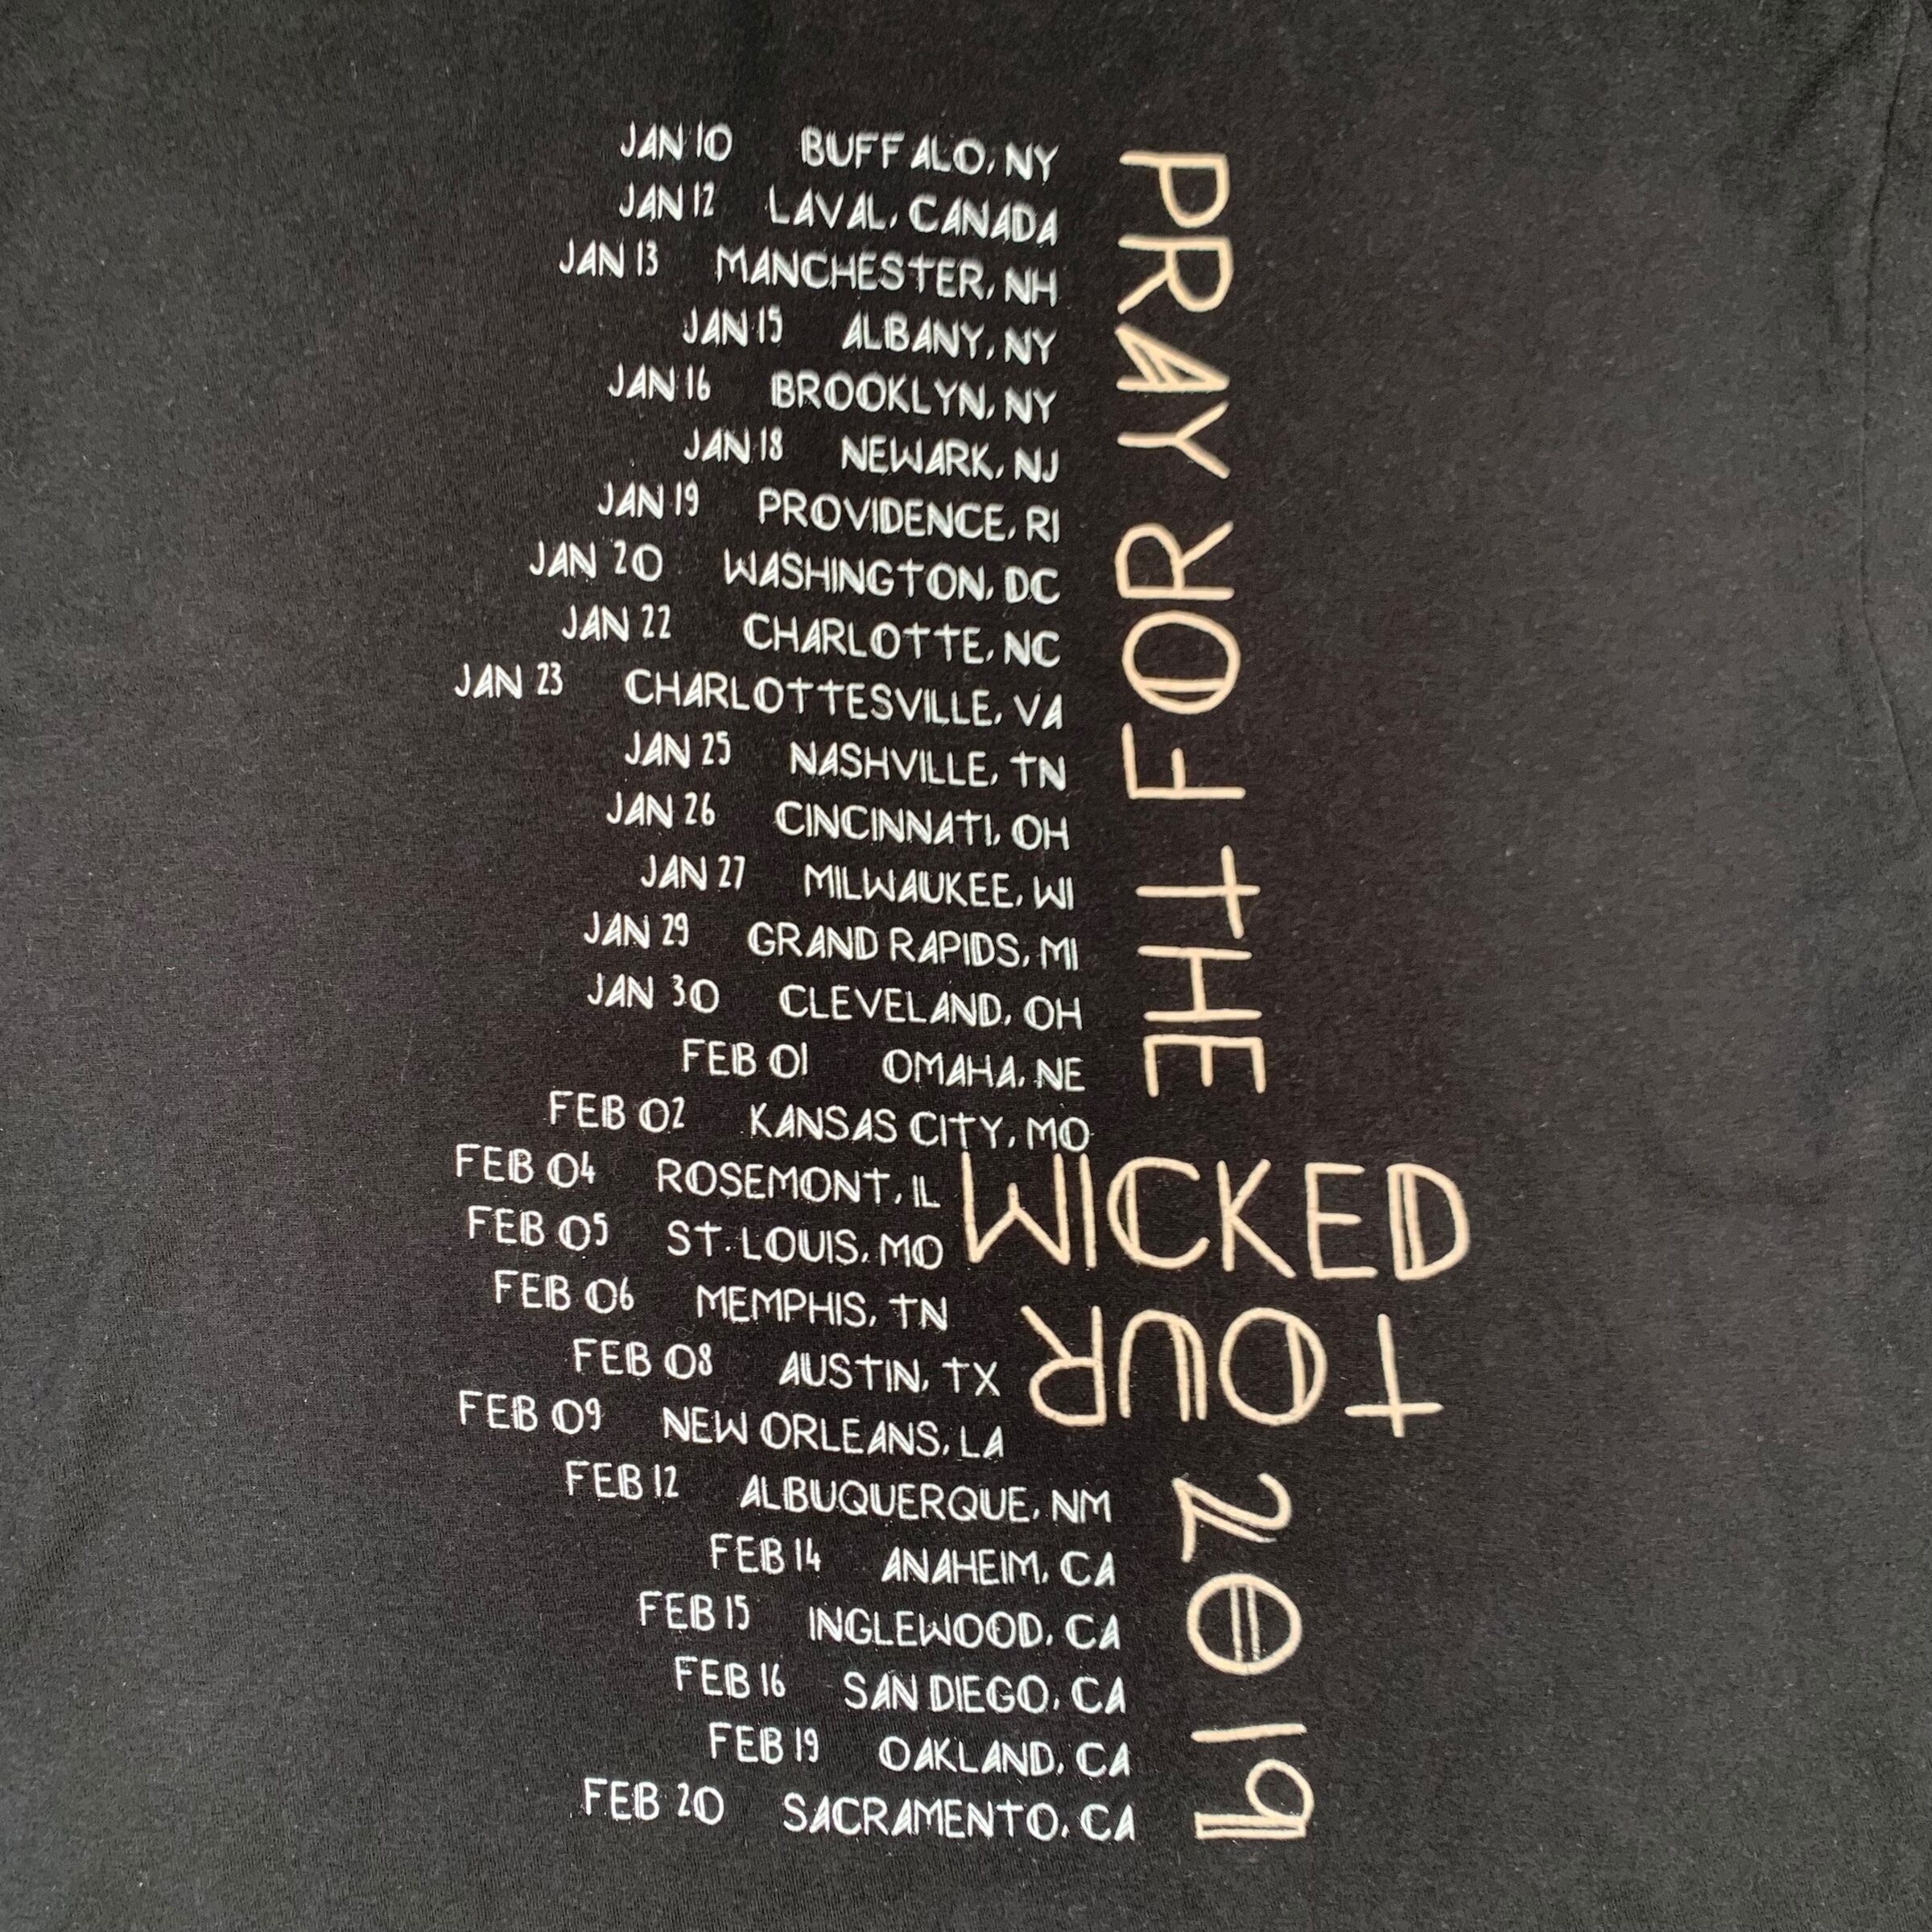 JAN 10 BUFFALO, NY
JAN 12 LAVAL, CANADA
JAN 13 MANCHESTER, NH
JAN 15 ALBANY, NY
JAN 16 BROOKLYN, NY
JAN 18 NEWARK, NJ
JAN 19 PROVIDENCE, RI
JAN 20 WASHINGTON, DC
JAN 22 CHARLOTTE, NC
JAN 23 CHARLOTTESVILLE, VA
JAN 25 NASHVILLE, TN
JAN 26 CINCINNATI, OH
JAN 27 MILWAUKEE, WI
JAN 29 GRAND RAPIDS, MI
JAN 30 CLEVELAND, OH
FEB 01 OMAHA, NE
FEB 02 KANSAS CITY, MO
FEB 04 ROSEMONT, IL
FEB 05 ST. LOUIS, MO
FEB 06 MEMPHIS, TN
FEB 08 AUSTIN, TX
FEB 09 NEW ORLEANS, LA
FEB 12 ALBUQUERQUE, NM
FEB 14 ANAHEIM, CA
FEB 15 INGLEWOOD, CA
FEB 16 SAN DIEGO, CA
FEB 19 OAKLAND, CA
FEB 20 SACRAMENTO, CA
PRAY ROF THE
WICKED
TOUR
2019